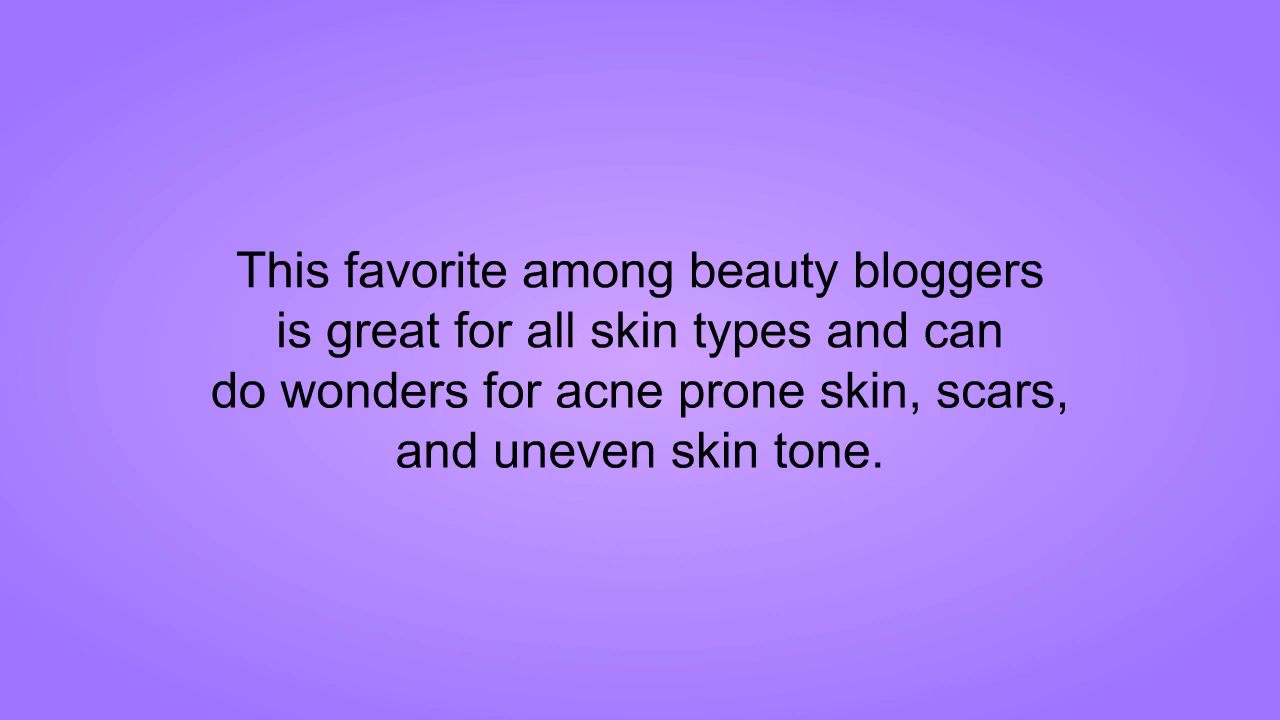 This favorite among beauty bloggers
is great for all skin types and can
do wonders for acne prone skin, scars,
and uneven skin tone.